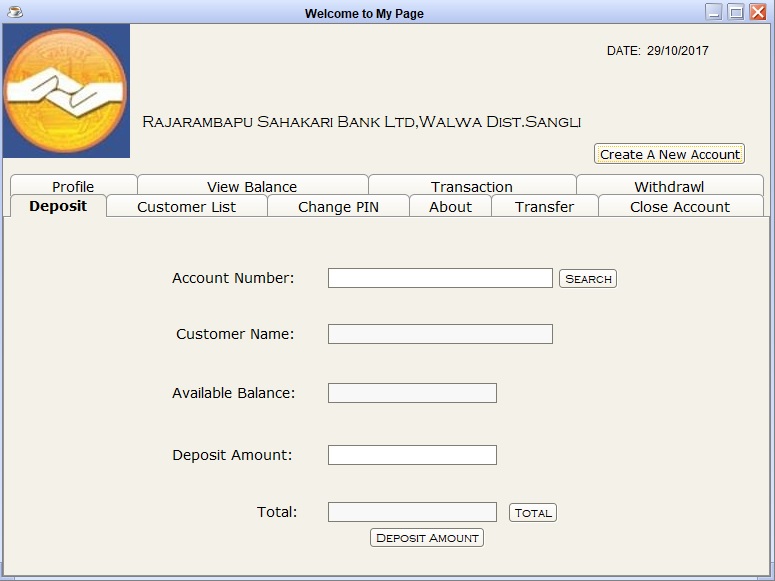 Welcome to My Page
DATE: 29/10/2017
Rajarambapu Sahakari Bank Ltd,Walwa Dist.Sangli
Create A New Account
Profile View Balance Transaction Withdrawl
Deposit Customer List Change PIN About Transfer Close Account
Account Number: Search
Customer Name:
Available Balance:
Deposit Amount:
Total: Total
Deposit Amount